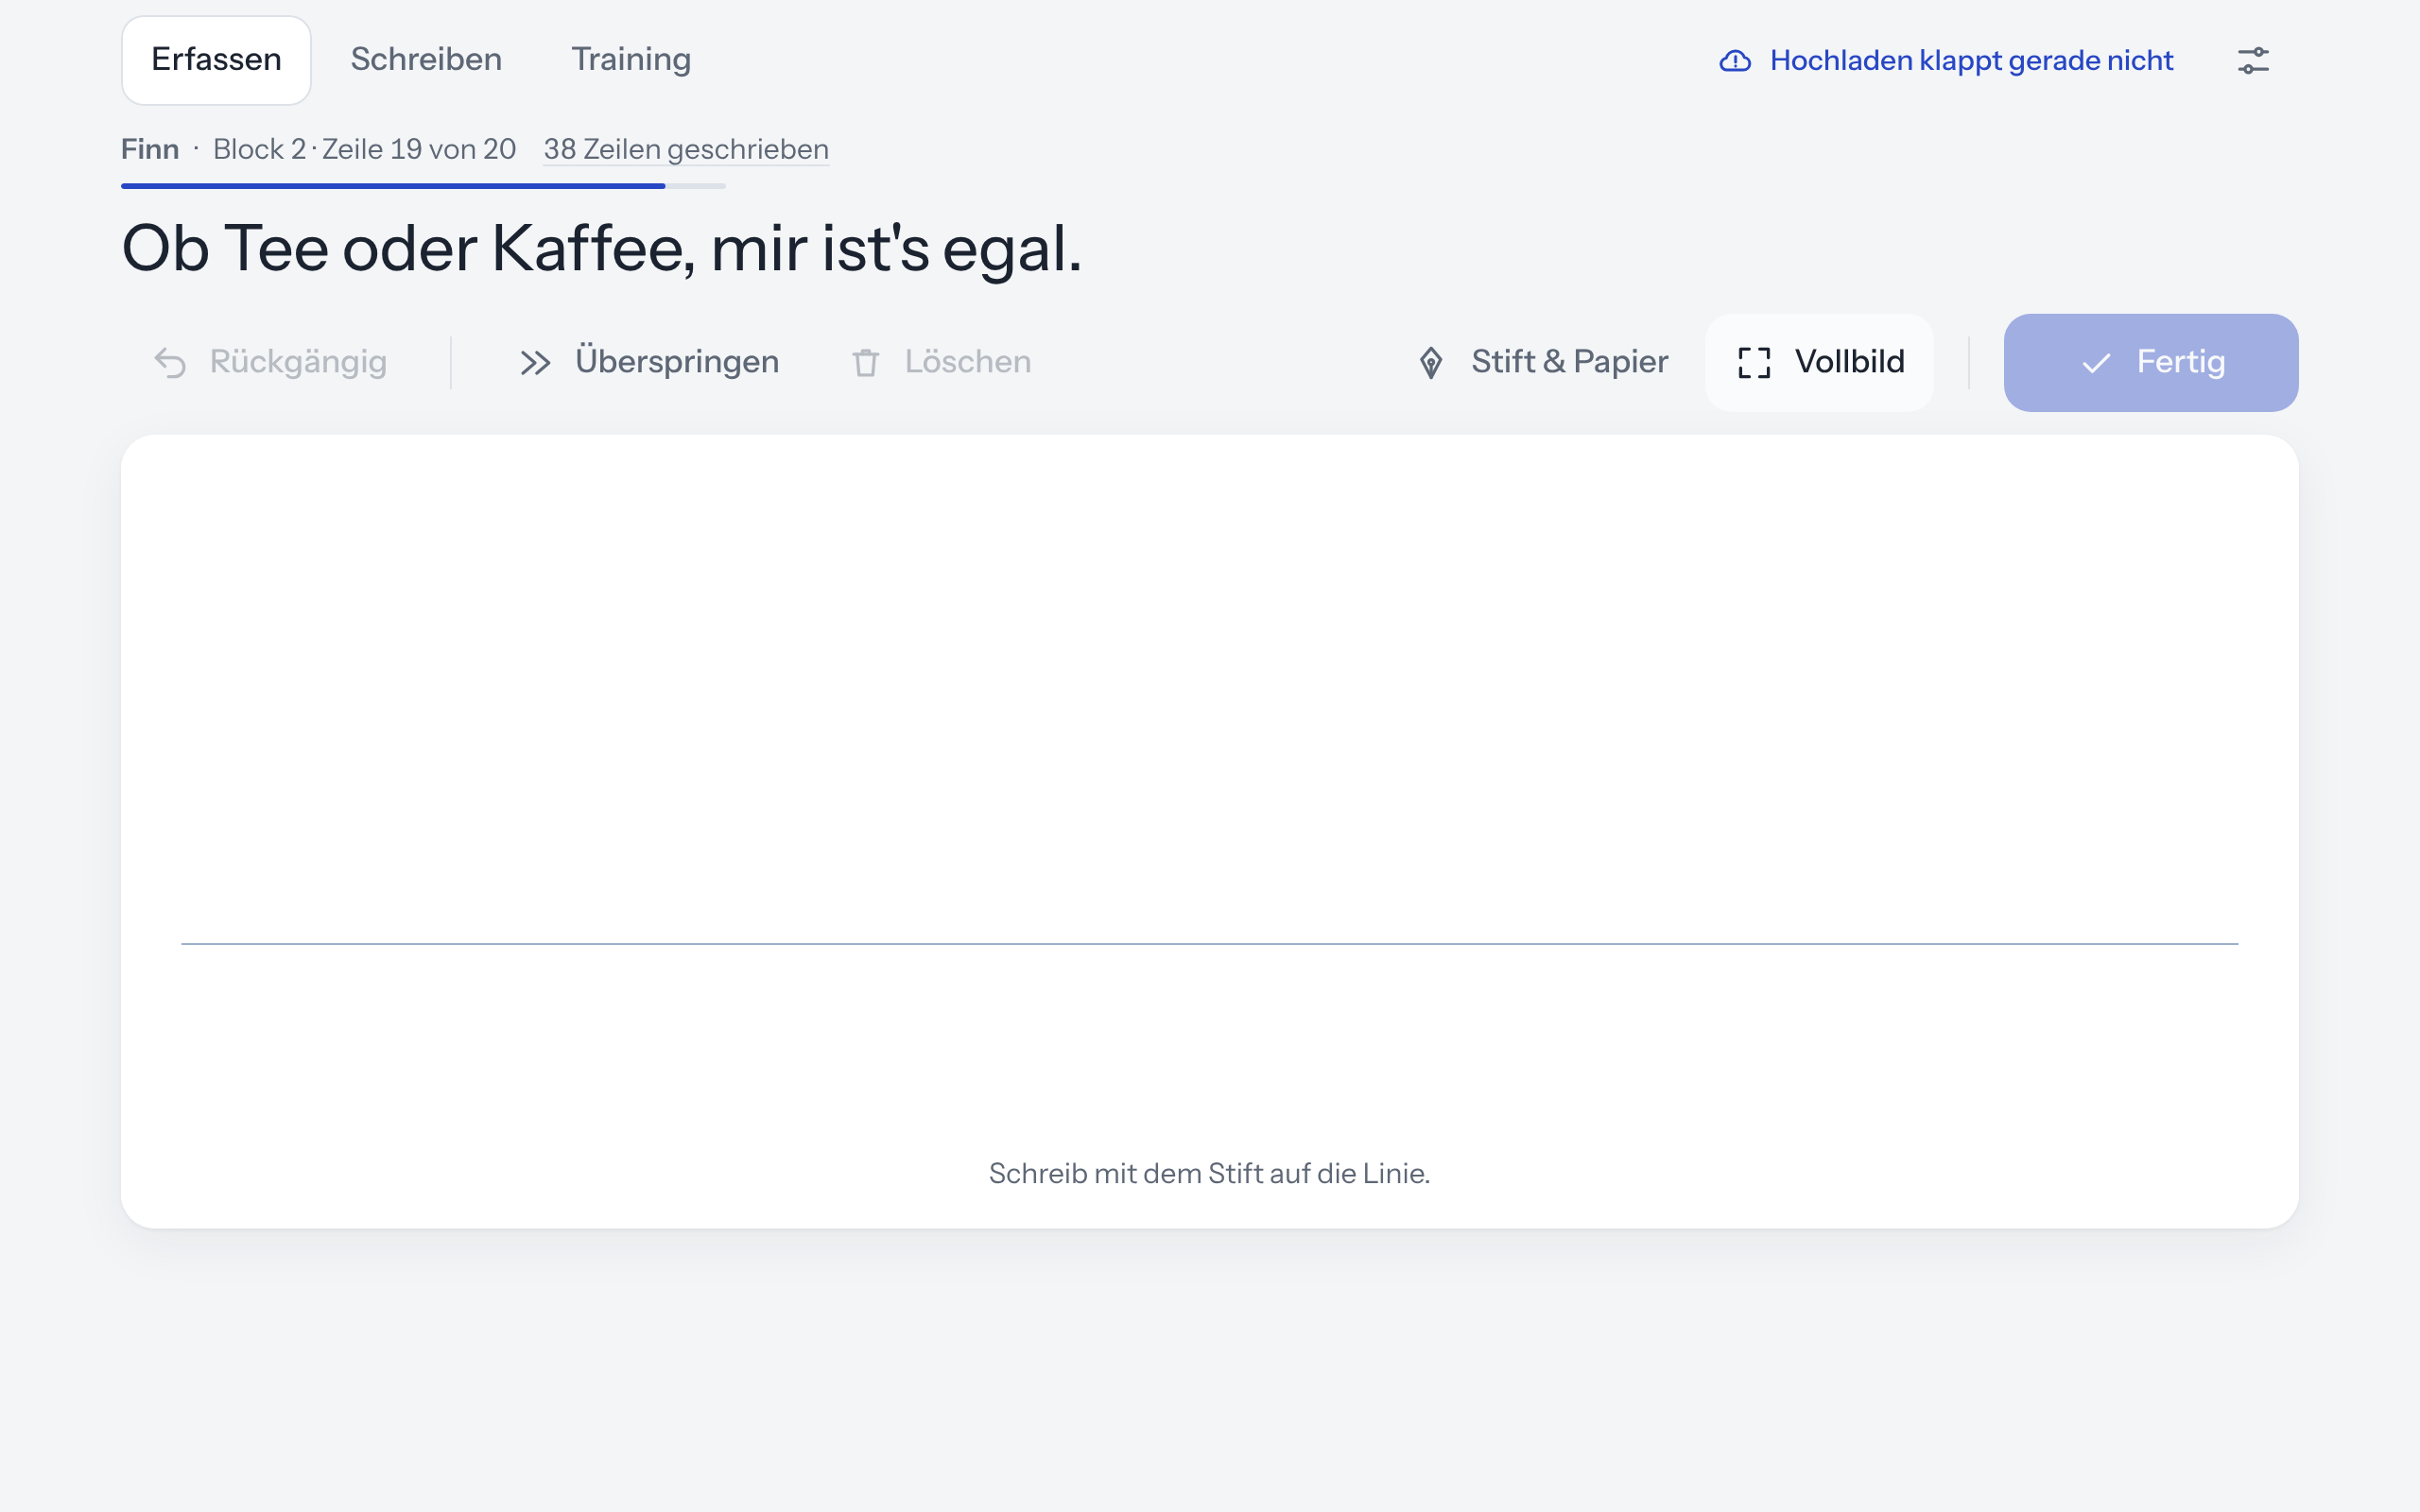 Erfassen Schreiben Training Hochladen klappt gerade nicht
Finn · Block 2 · Zeile 19 von 20 38 Zeilen geschrieben
Ob Tee oder Kaffee, mir ist's egal.
Rückgängig Überspringen Löschen Stift & Papier Vollbild Fertig
Schreib mit dem Stift auf die Linie.